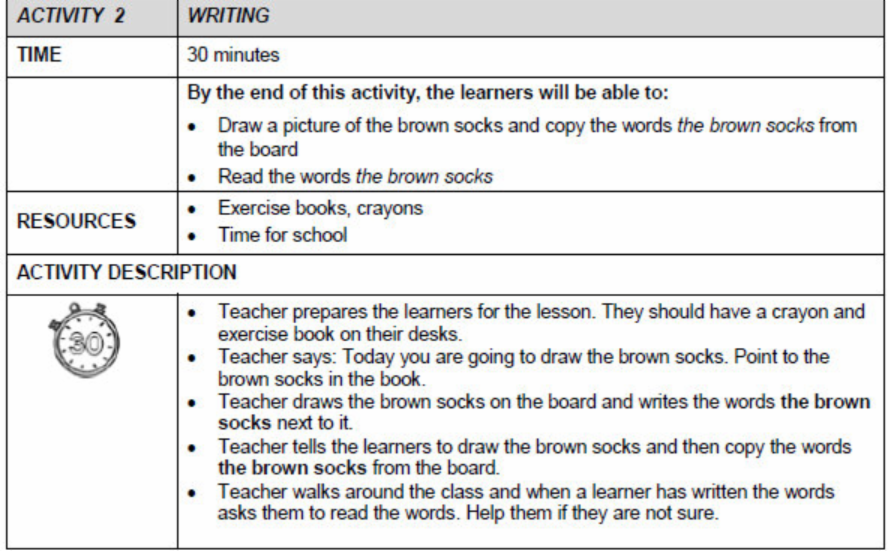 ACTIVITY 2
WRITING
TIME
30 minutes
By the end of this activity, the learners will be able to:
• Draw a picture of the brown socks and copy the words the brown socks from
the board
• Read the words the brown socks
RESOURCES
• Exercise books, crayons
• Time for school
ACTIVITY DESCRIPTION
30
• Teacher prepares the learners for the lesson. They should have a crayon and
exercise book on their desks.
• Teacher says: Today you are going to draw the brown socks. Point to the
brown socks in the book.
• Teacher draws the brown socks on the board and writes the words the brown
socks next to it.
• Teacher tells the learners to draw the brown socks and then copy the words
the brown socks from the board.
• Teacher walks around the class and when a learner has written the words
asks them to read the words. Help them if they are not sure.